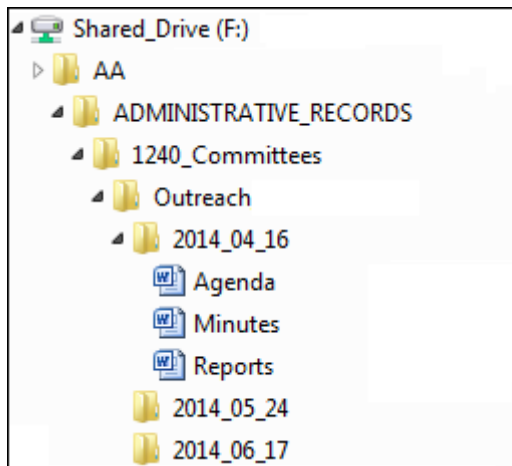 Shared_Drive (F:)
AA
ADMINISTRATIVE_RECORDS
1240_Committees
Outreach
2014_04_16
Agenda
Minutes
Reports
2014_05_24
2014_06_17